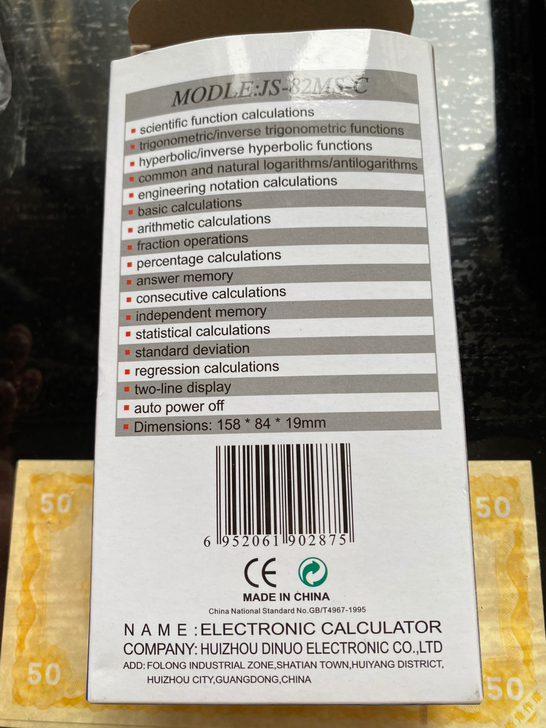 MODLE:JS-82MS-C
scientific function calculations
trigonometric/inverse trigonometric functions
hyperbolic/inverse hyperbolic functions
common and natural logarithms/antilogarithms
engineering notation calculations
basic calculations
arithmetic calculations
fraction operations
percentage calculations
answer memory
consecutive calculations
independent memory
statistical calculations
standard deviation
regression calculations
two-line display
auto power off
Dimensions: 158 * 84 * 19mm
6 952061 902875
CE
MADE IN CHINA
China National Standard No.GB/T4967-1995
NAME:ELECTRONIC CALCULATOR
COMPANY: HUIZHOU DINUO ELECTRONIC CO.,LTD
ADD: FOLONG INDUSTRIAL ZONE,SHATIAN TOWN,HUIYANG DISTRICT,
HUIZHOU CITY,GUANGDONG,CHINA
50
50
50
50